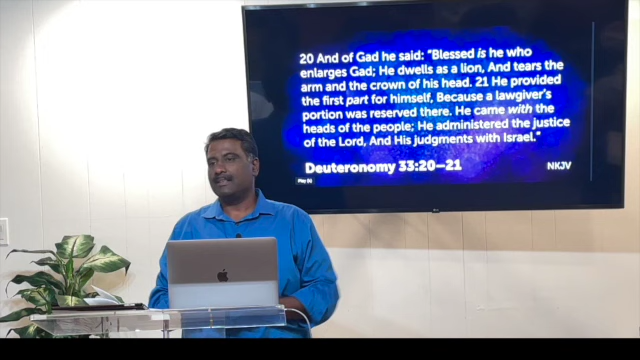 20 And of Gad he said: “Blessed is he who
enlarges Gad; He dwells as a lion, And tears the
arm and the crown of his head. 21 He provided
the first part for himself, Because a lawgiver’s
portion was reserved there. He came with the
heads of the people; He administered the justice
of the Lord, And His judgments with Israel.”
Deuteronomy 33:20–21 NKJV